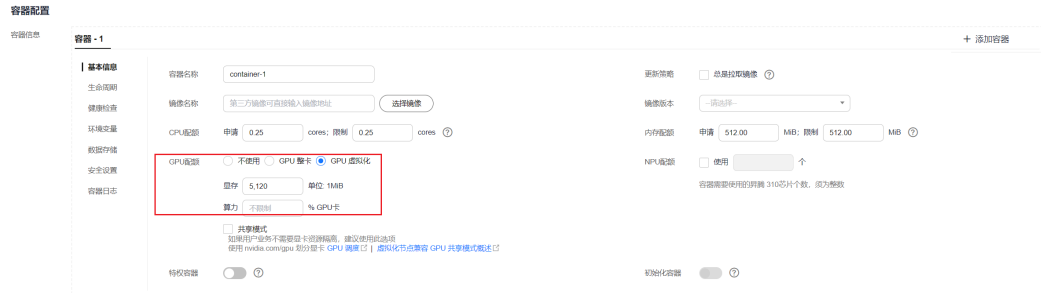 容器配置
容器信息
容器 - 1
+ 添加容器
基本信息
生命周期
健康检查
环境变量
数据存储
安全设置
容器日志
容器名称 container-1
更新策略 总是拉取镜像 ?
镜像名称 第三方镜像可直接输入镜像地址 选择镜像
镜像版本 --请选择--
CPU配额 申请 0.25 cores; 限制 0.25 cores ?
内存配额 申请 512.00 MiB; 限制 512.00 MiB ?
GPU配额 不使用 GPU 整卡 GPU 虚拟化
显存 5,120 单位: 1MiB
算力 不限制 % GPU卡
NPU配额 使用 个
容器需要使用的昇腾 310芯片个数，须为整数
共享模式
如果用户业务不需要显卡资源隔离，建议使用此选项
使用 nvidia.com/gpu 划分显卡 GPU 调度 | 虚拟化节点兼容 GPU 共享模式概述
特权容器 ?
初始化容器 ?